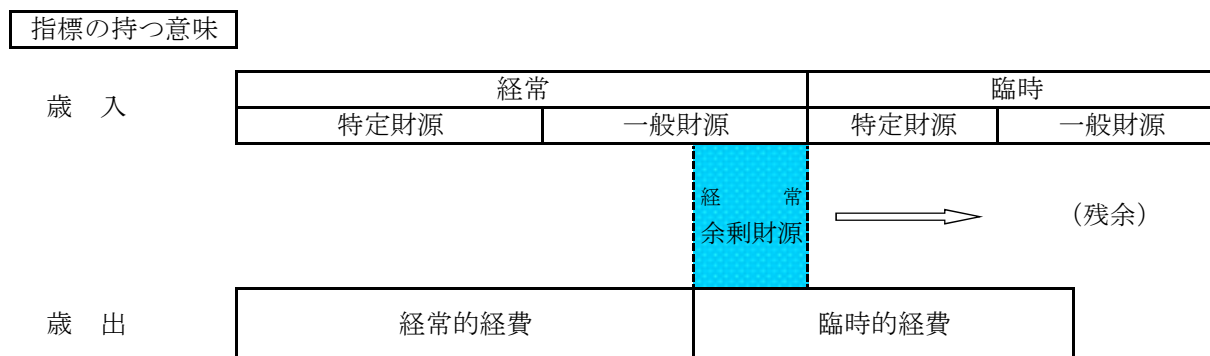 指標の持つ意味
歳 入
経常 臨時
特定財源 一般財源 特定財源 一般財源
経 常
余剰財源
(残余)
歳 出
経常的経費 臨時的経費